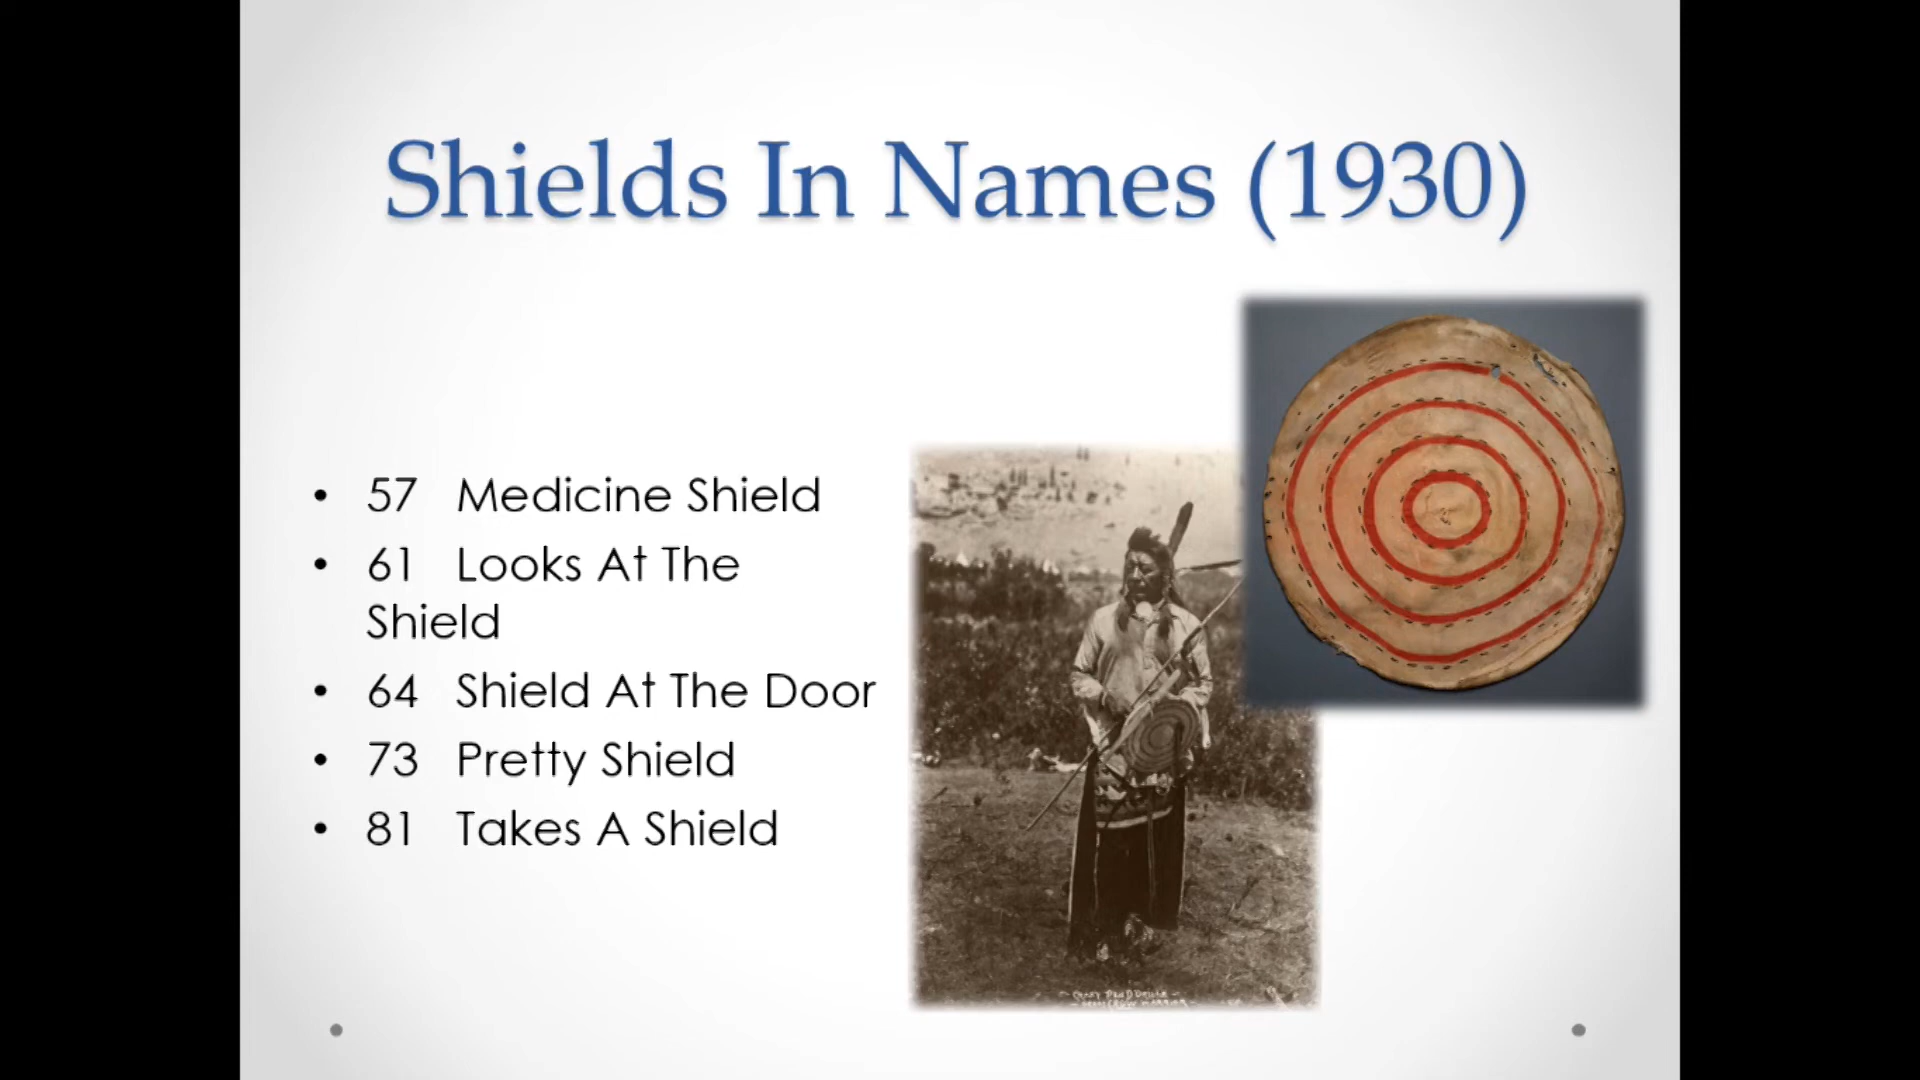 Shields In Names (1930)
• 57 Medicine Shield
• 61 Looks At The
Shield
• 64 Shield At The Door
• 73 Pretty Shield
• 81 Takes A Shield